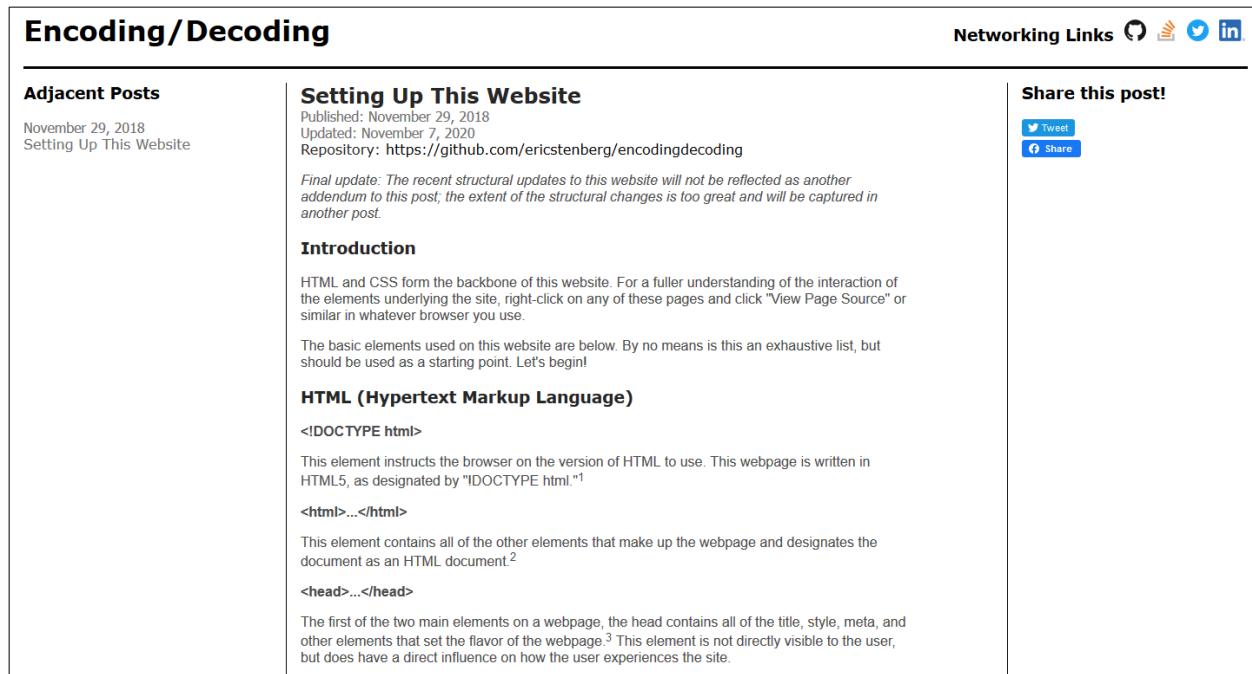 Encoding/Decoding
Networking Links
in
Adjacent Posts
November 29, 2018
Setting Up This Website
Setting Up This Website
Published: November 29, 2018
Updated: November 7, 2020
Repository: https://github.com/ericstenberg/encodingdecoding
Final update: The recent structural updates to this website will not be reflected as another
addendum to this post; the extent of the structural changes is too great and will be captured in
another post.
Introduction
HTML and CSS form the backbone of this website. For a fuller understanding of the interaction of
the elements underlying the site, right-click on any of these pages and click "View Page Source" or
similar in whatever browser you use.
The basic elements used on this website are below. By no means is this an exhaustive list, but
should be used as a starting point. Let's begin!
HTML (Hypertext Markup Language)
<!DOCTYPE html>
This element instructs the browser on the version of HTML to use. This webpage is written in
HTML5, as designated by "!DOCTYPE html."1
<html>...</html>
This element contains all of the other elements that make up the webpage and designates the
document as an HTML document.2
<head>...</head>
The first of the two main elements on a webpage, the head contains all of the title, style, meta, and
other elements that set the flavor of the webpage.3 This element is not directly visible to the user,
but does have a direct influence on how the user experiences the site.
Share this post!
Tweet
Share